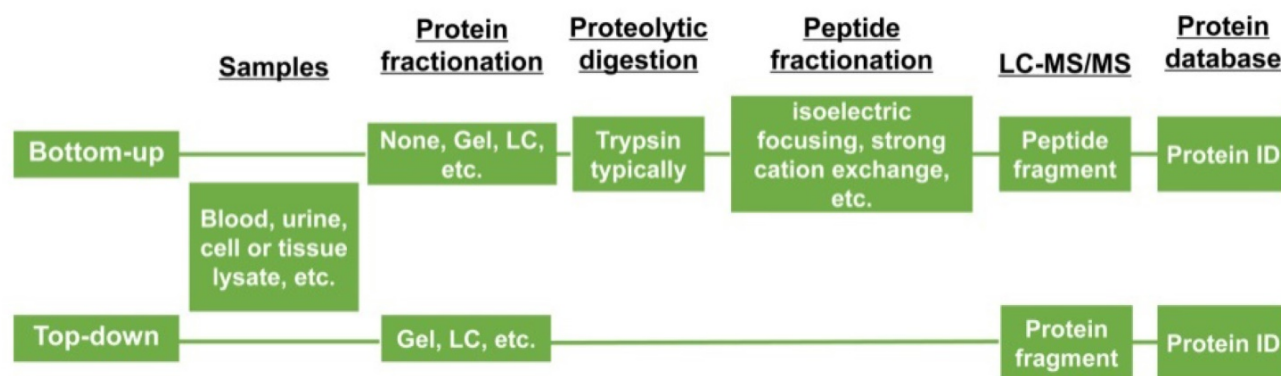 Samples
Protein
fractionation
Proteolytic
digestion
Peptide
fractionation
LC-MS/MS
Protein
database
Bottom-up
None, Gel, LC,
etc.
Trypsin
typically
isoelectric
focusing, strong
cation exchange,
etc.
Peptide
fragment
Protein ID
Blood, urine,
cell or tissue
lysate, etc.
Top-down
Gel, LC, etc.
Protein
fragment
Protein ID